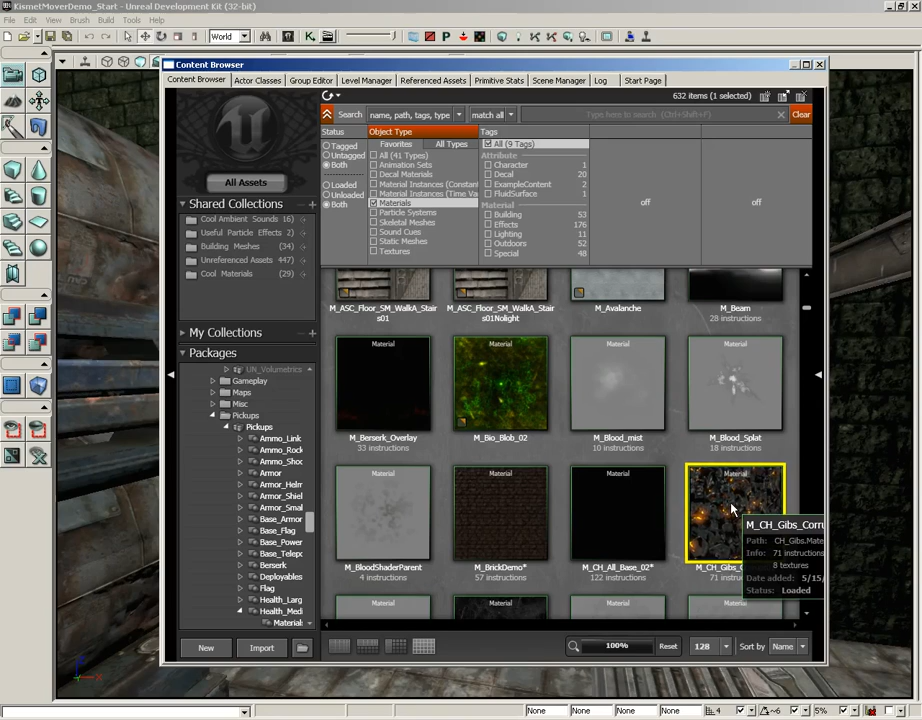 KismetMoverDemo_Start - Unreal Development Kit (32-bit)
File Edit View Brush Build Tools Help
World
Content Browser
Content Browser Actor Classes Group Editor Level Manager Referenced Assets Primitive Stats Scene Manager Log Start Page
632 items (1 selected)
Search name, path, tags, type match all Type here to search (Ctrl+Shift+F) Clear
Status Object Type Tags
Favorites All Types
Tagged
Untagged
Both
Loaded
Unloaded
Both
All (41 Types)
Animation Sets
Decal Materials
Material Instances (Constan
Material Instances (Time Va
Materials
Particle Systems
Skeletal Meshes
Sound Cues
Static Meshes
Textures
All (9 Tags)
Attribute
Character 1
Decal 20
ExampleContent 2
FluidSurface 1
Material
Building 53
Effects 176
Lighting 11
Outdoors 52
Special 48
off
off
All Assets
Shared Collections
Cool Ambient Sounds 16)
Useful Particle Effects 2)
Building Meshes (34)
Unreferenced Assets 447)
Cool Materials (29)
My Collections
Packages
UN_Volumetrics
Gameplay
Maps
Misc
Pickups
Pickups
Ammo_Link
Ammo_Rock
Ammo_Shoc
Armor
Armor_Helm
Armor_Shiel
Armor_Smal
Base_Armor
Base_Flag
Base_Power
Base_Telepo
Berserk
Deployables
Flag
Health_Larg
Health_Medi
Material:
New Import
M_ASC_Floor_SM_WalkA_Stair
s01
M_ASC_Floor_SM_WalkA_Stair
s01Nolight
M_Avalanche
M_Beam
28 instructions
Material
M_Berserk_Overlay
33 instructions
Material
M_Bio_Blob_02
Material
M_Blood_mist
10 instructions
Material
M_Blood_Splat
18 instructions
Material
M_BloodShaderParent
4 instructions
Material
M_BrickDemo*
57 instructions
Material
M_CH_All_Base_02*
122 instructions
Material
M_CH_Gibs_C
71 ins
M_CH_Gibs_Corru
Path: CH_Gibs.Mate
Info: 71 instructions
8 textures
Date added: 5/15/
Status: Loaded
Material
Material
Material
Material
100% Reset 128 Sort by Name
None None None None 4 ~6 5%